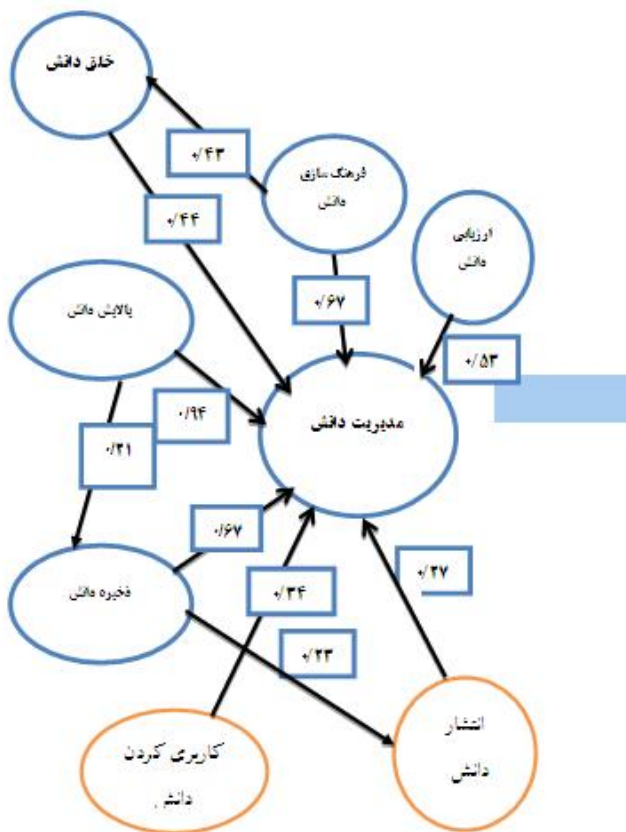 خلق دانش
۰/۴۳
فرهنگ سازی
دانش
۰/۴۴
ارزیابی
دانش
۰/۶۷
پالایش دانش
۰/۵۳
مدیریت دانش
۰/۹۴
۰/۲۱
۰/۶۷
ذخیره دانش
۰/۳۴
۰/۲۷
۰/۲۳
انتشار
دانش
کاربری کردن
دانش